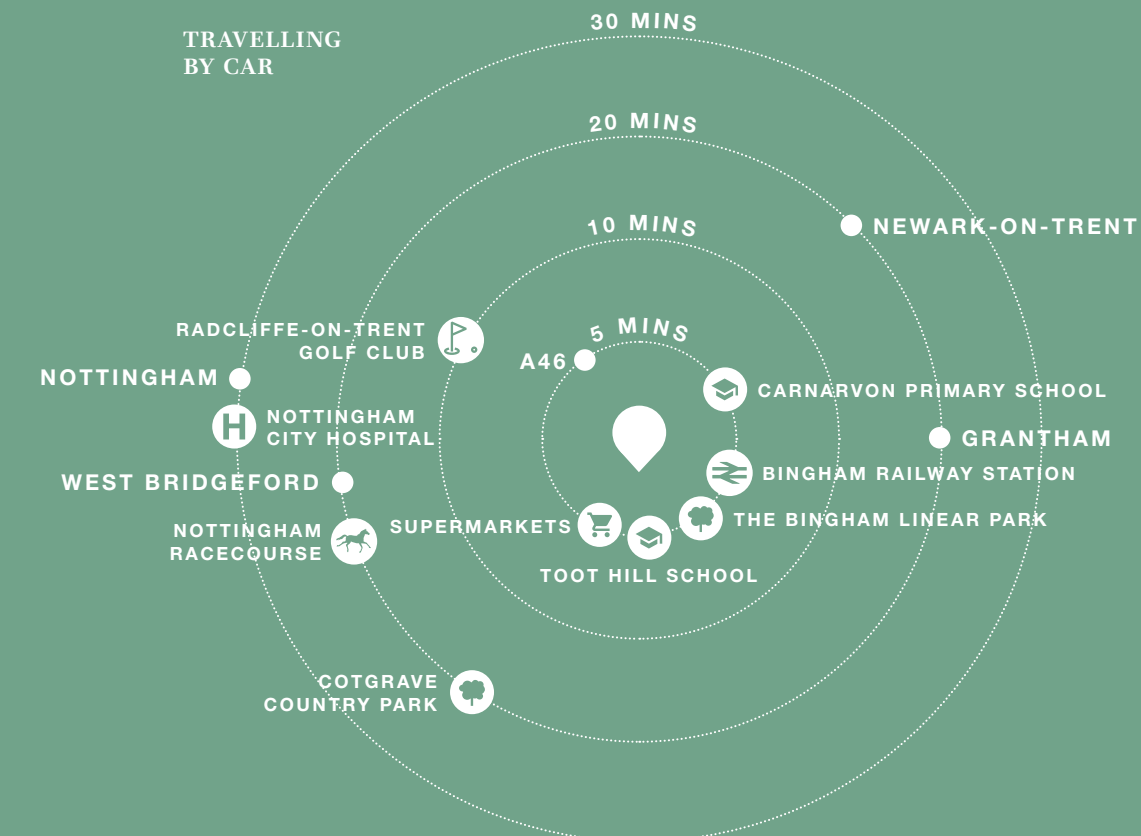 TRAVELLING
BY CAR
30 MINS
20 MINS
10 MINS
5 MINS
NEWARK-ON-TRENT
RADCLIFFE-ON-TRENT
GOLF CLUB
A46
NOTTINGHAM
CARNARVON PRIMARY SCHOOL
H
NOTTINGHAM
CITY HOSPITAL
GRANTHAM
BINGHAM RAILWAY STATION
WEST BRIDGEFORD
THE BINGHAM LINEAR PARK
SUPERMARKETS
NOTTINGHAM
RACECOURSE
TOOT HILL SCHOOL
COTGRAVE
COUNTRY PARK